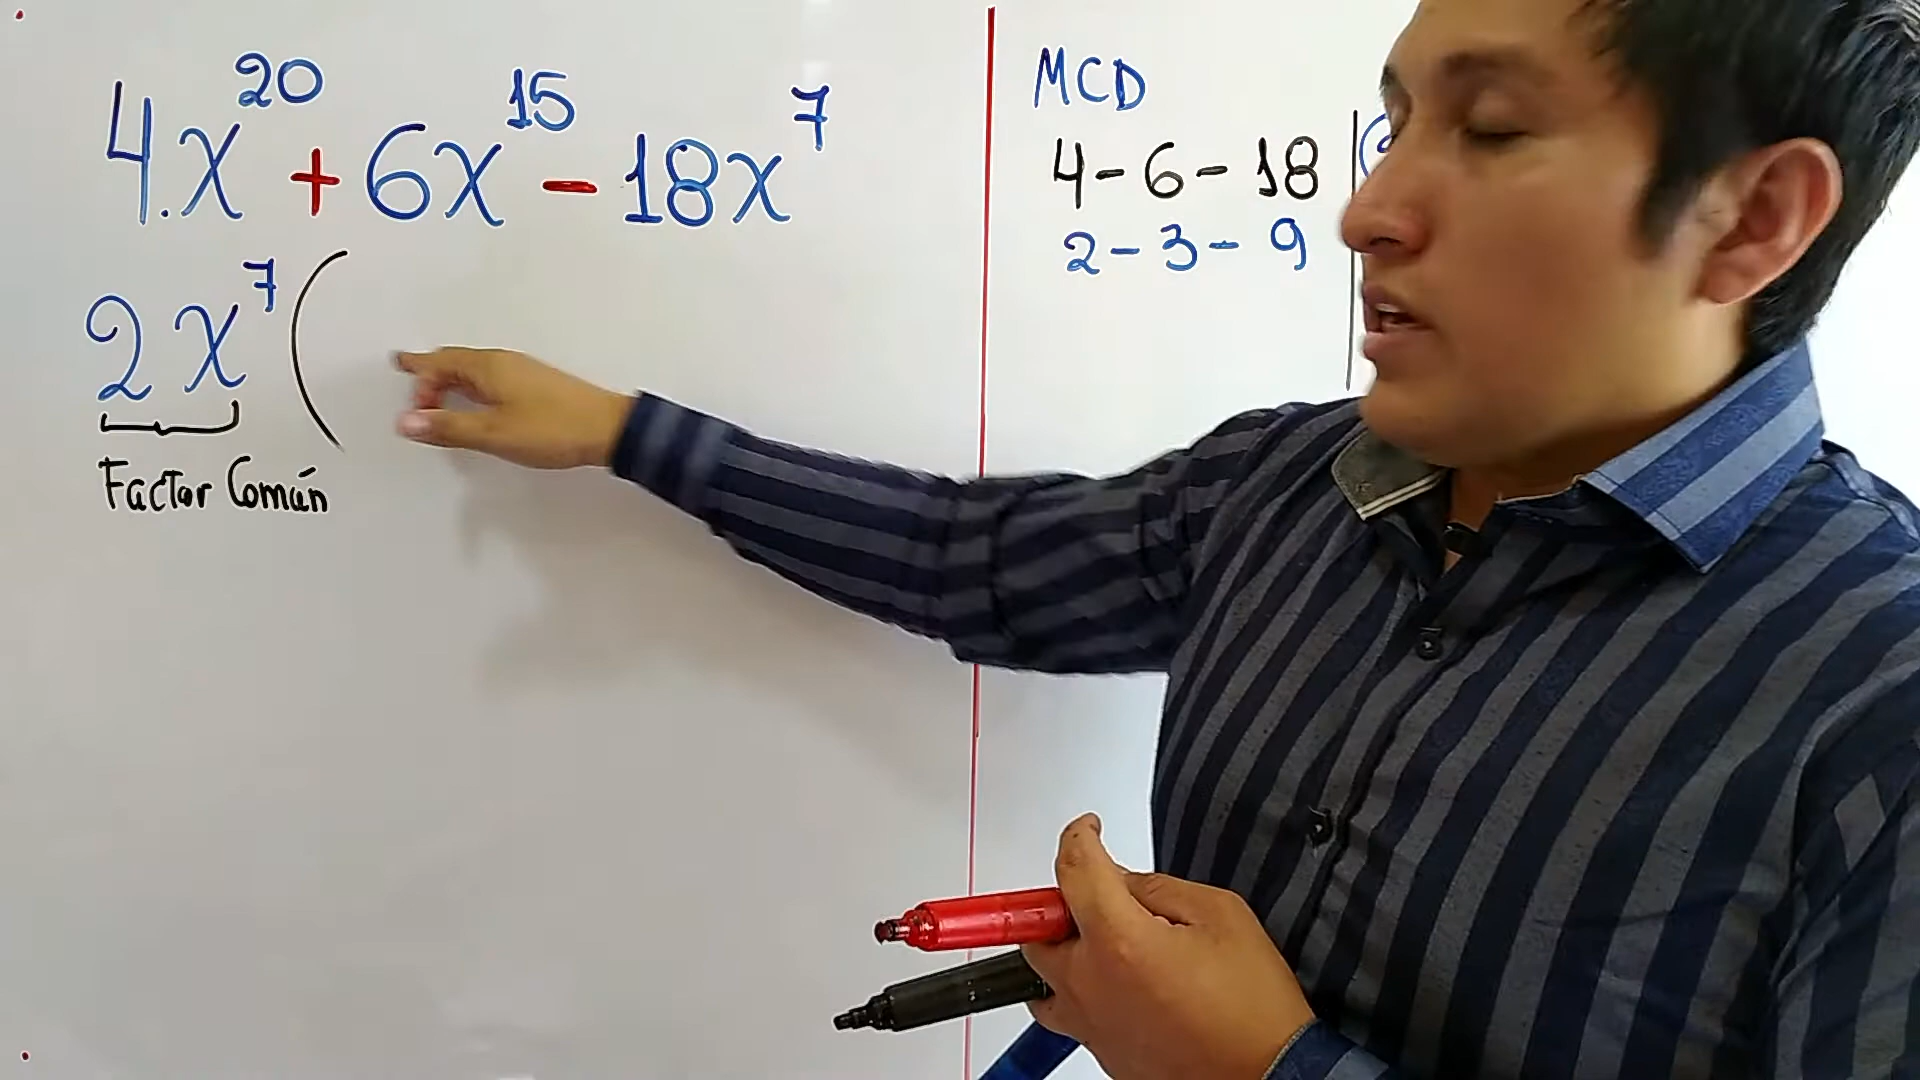 4.x²⁰ + 6x¹⁵ - 18x⁷
2x⁷ (
Factor Común
MCD
4 - 6 - 18 |
2 - 3 - 9